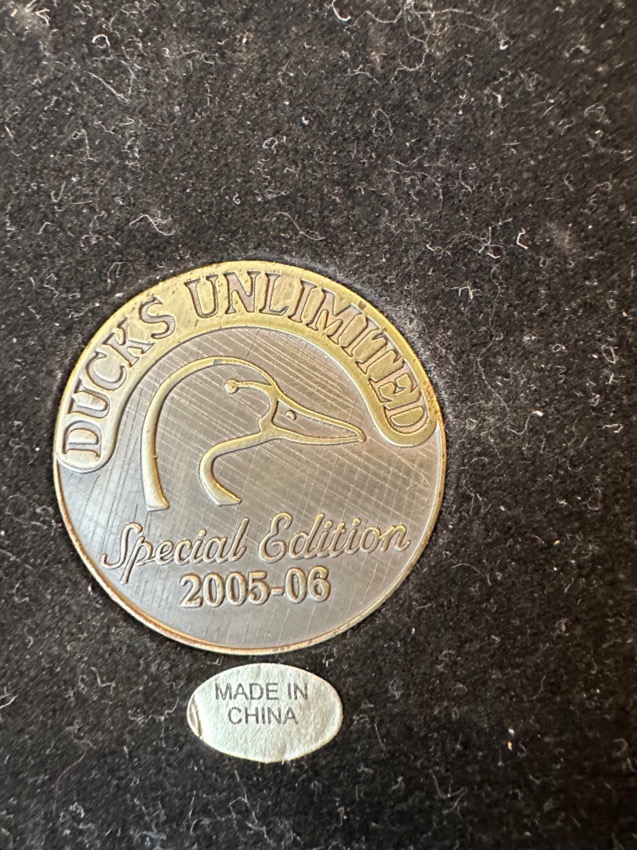 DUCKS UNLIMITED
Special Edition
2005-06
MADE IN
CHINA